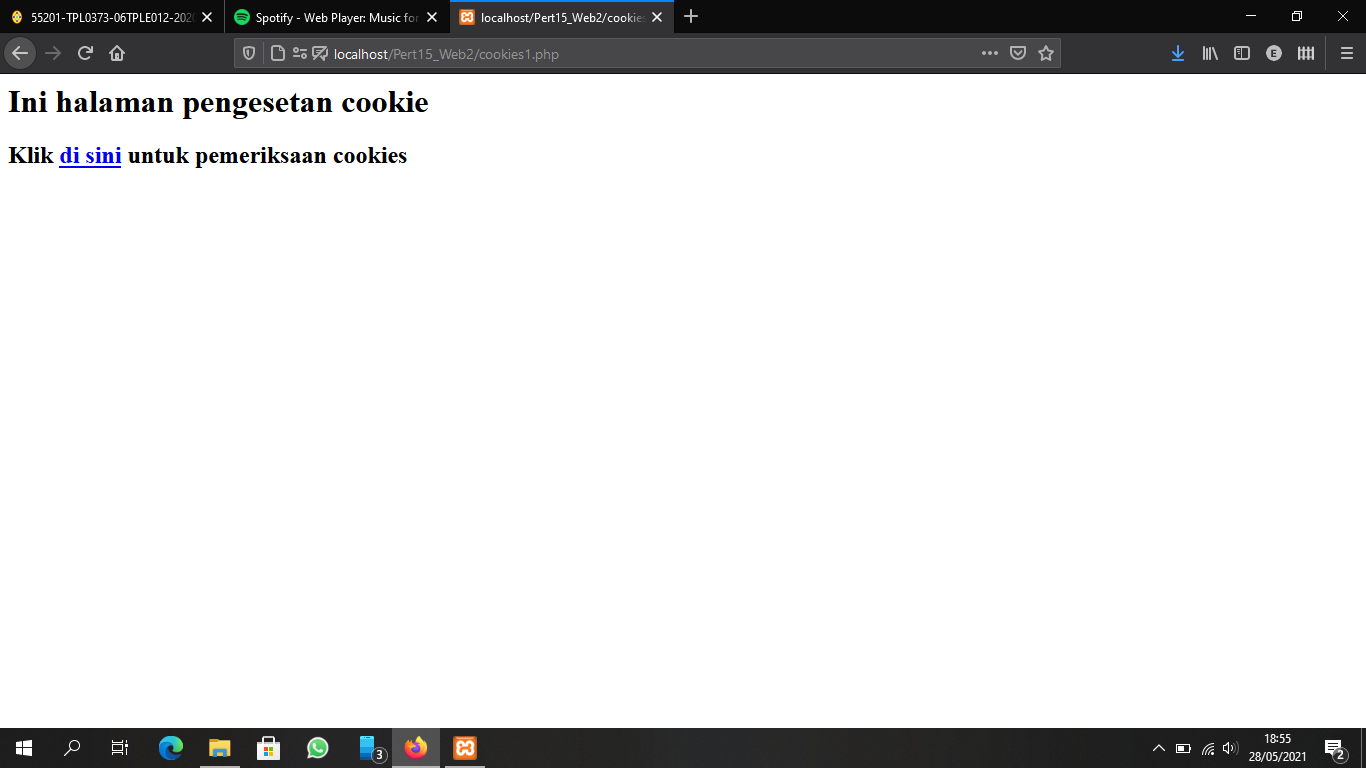 55201-TPL0373-06TPLE012-202
Spotify - Web Player: Music for
localhost/Pert15_Web2/cookies
localhost/Pert15_Web2/cookies1.php
E
Ini halaman pengesetan cookie
Klik di sini untuk pemeriksaan cookies
3
18:55
28/05/2021
2